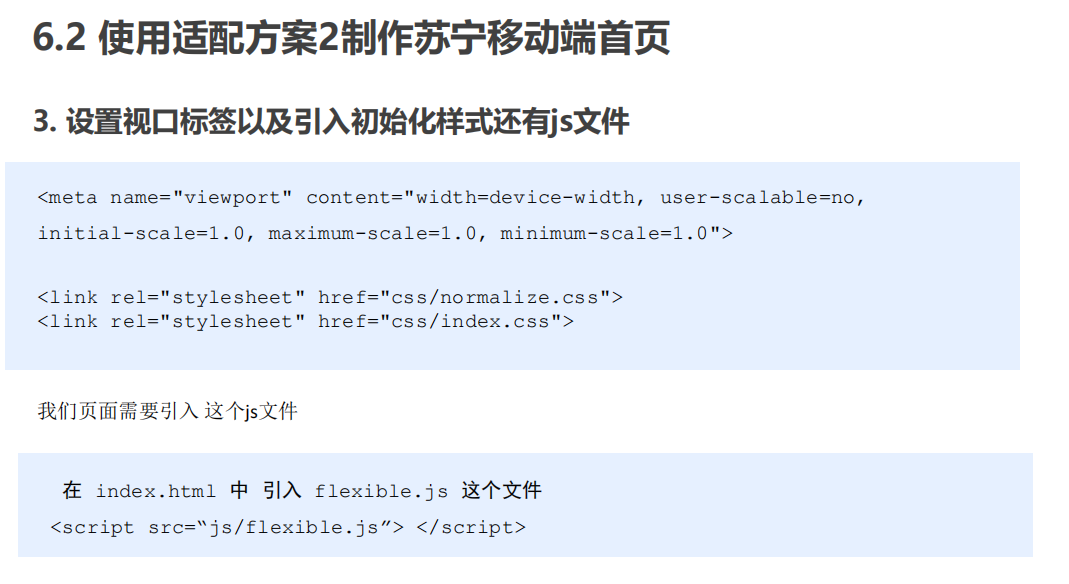 6.2 使用适配方案2制作苏宁移动端首页
3. 设置视口标签以及引入初始化样式还有js文件
<meta name="viewport" content="width=device-width, user-scalable=no,
initial-scale=1.0, maximum-scale=1.0, minimum-scale=1.0">
<link rel="stylesheet" href="css/normalize.css">
<link rel="stylesheet" href="css/index.css">
我们页面需要引入 这个js文件
在 index.html 中 引入 flexible.js 这个文件
<script src=“js/flexible.js”> </script>